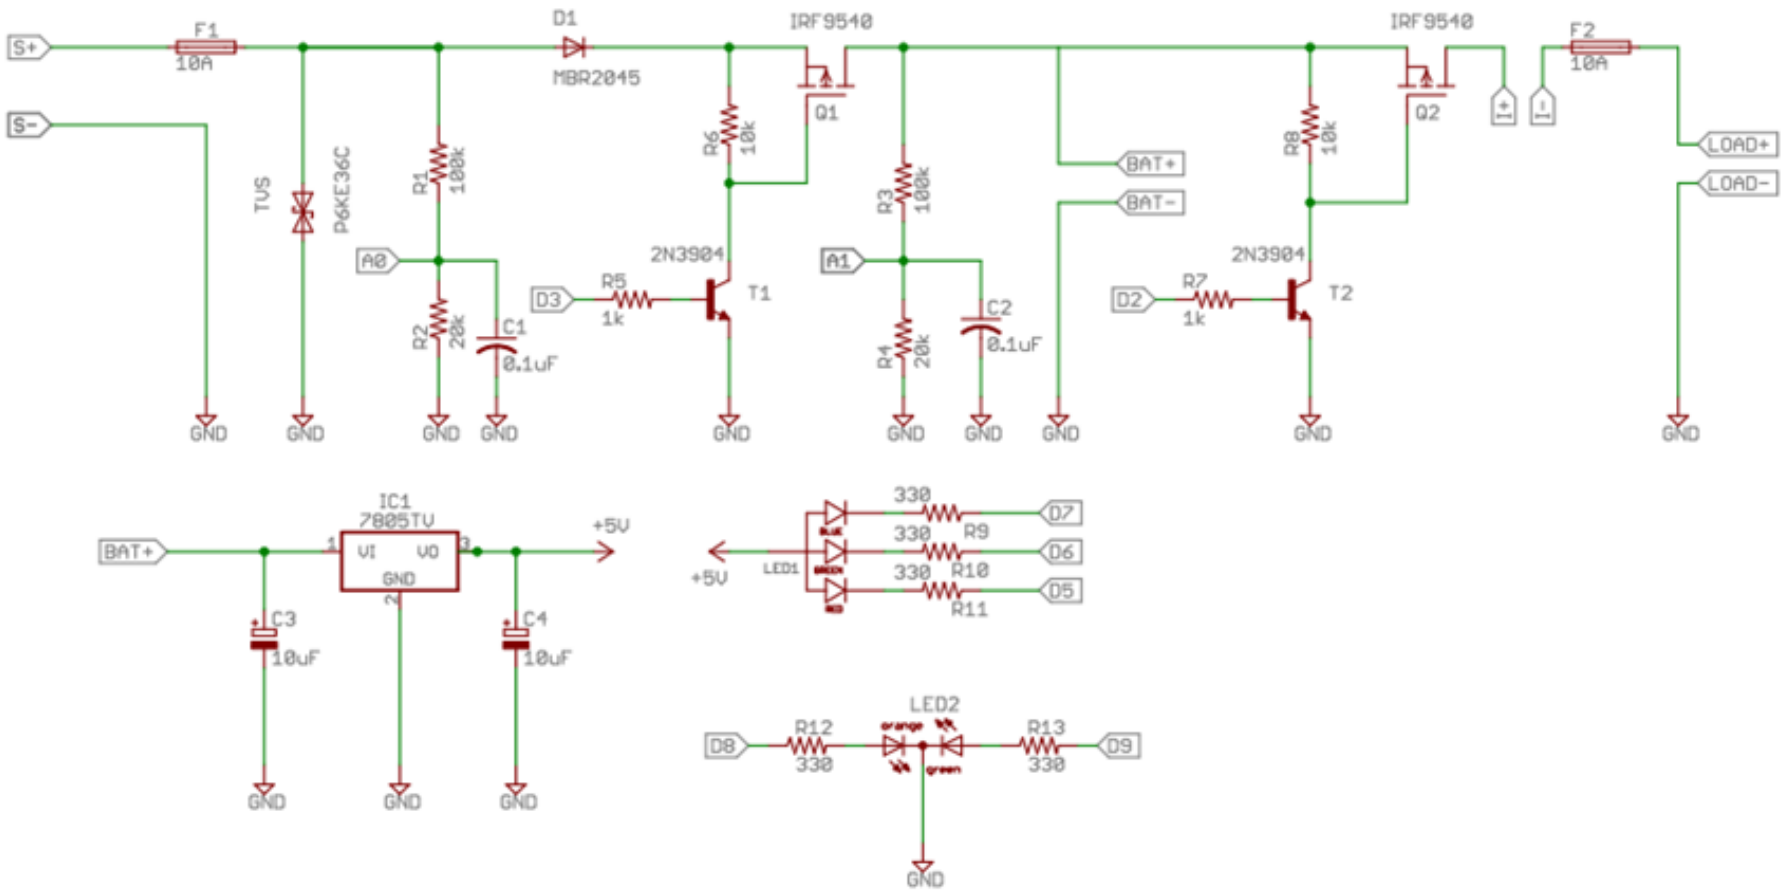 S+
F1
10A
D1
MBR2045
IRF9540
Q1
IRF9540
Q2
F2
10A
I+
I-
S-
TVS
P6KE36C
R1
100k
R6
10k
R3
100k
BAT+
BAT-
R8
10k
LOAD+
LOAD-
A0
R2
20k
C1
0.1uF
D3
R5
1k
2N3904
T1
A1
R4
20k
C2
0.1uF
D2
R7
1k
2N3904
T2
GND
GND
GND
GND
GND
GND
GND
GND
GND
GND
BAT+
IC1
7805TV
1
VI
VO
3
GND
2
+5V
C3
+
10uF
C4
+
10uF
GND
GND
GND
+5V
LED1
BLUE
GREEN
RED
330
R9
D7
330
R10
D6
330
R11
D5
LED2
D8
R12
330
orange
green
R13
330
D9
GND